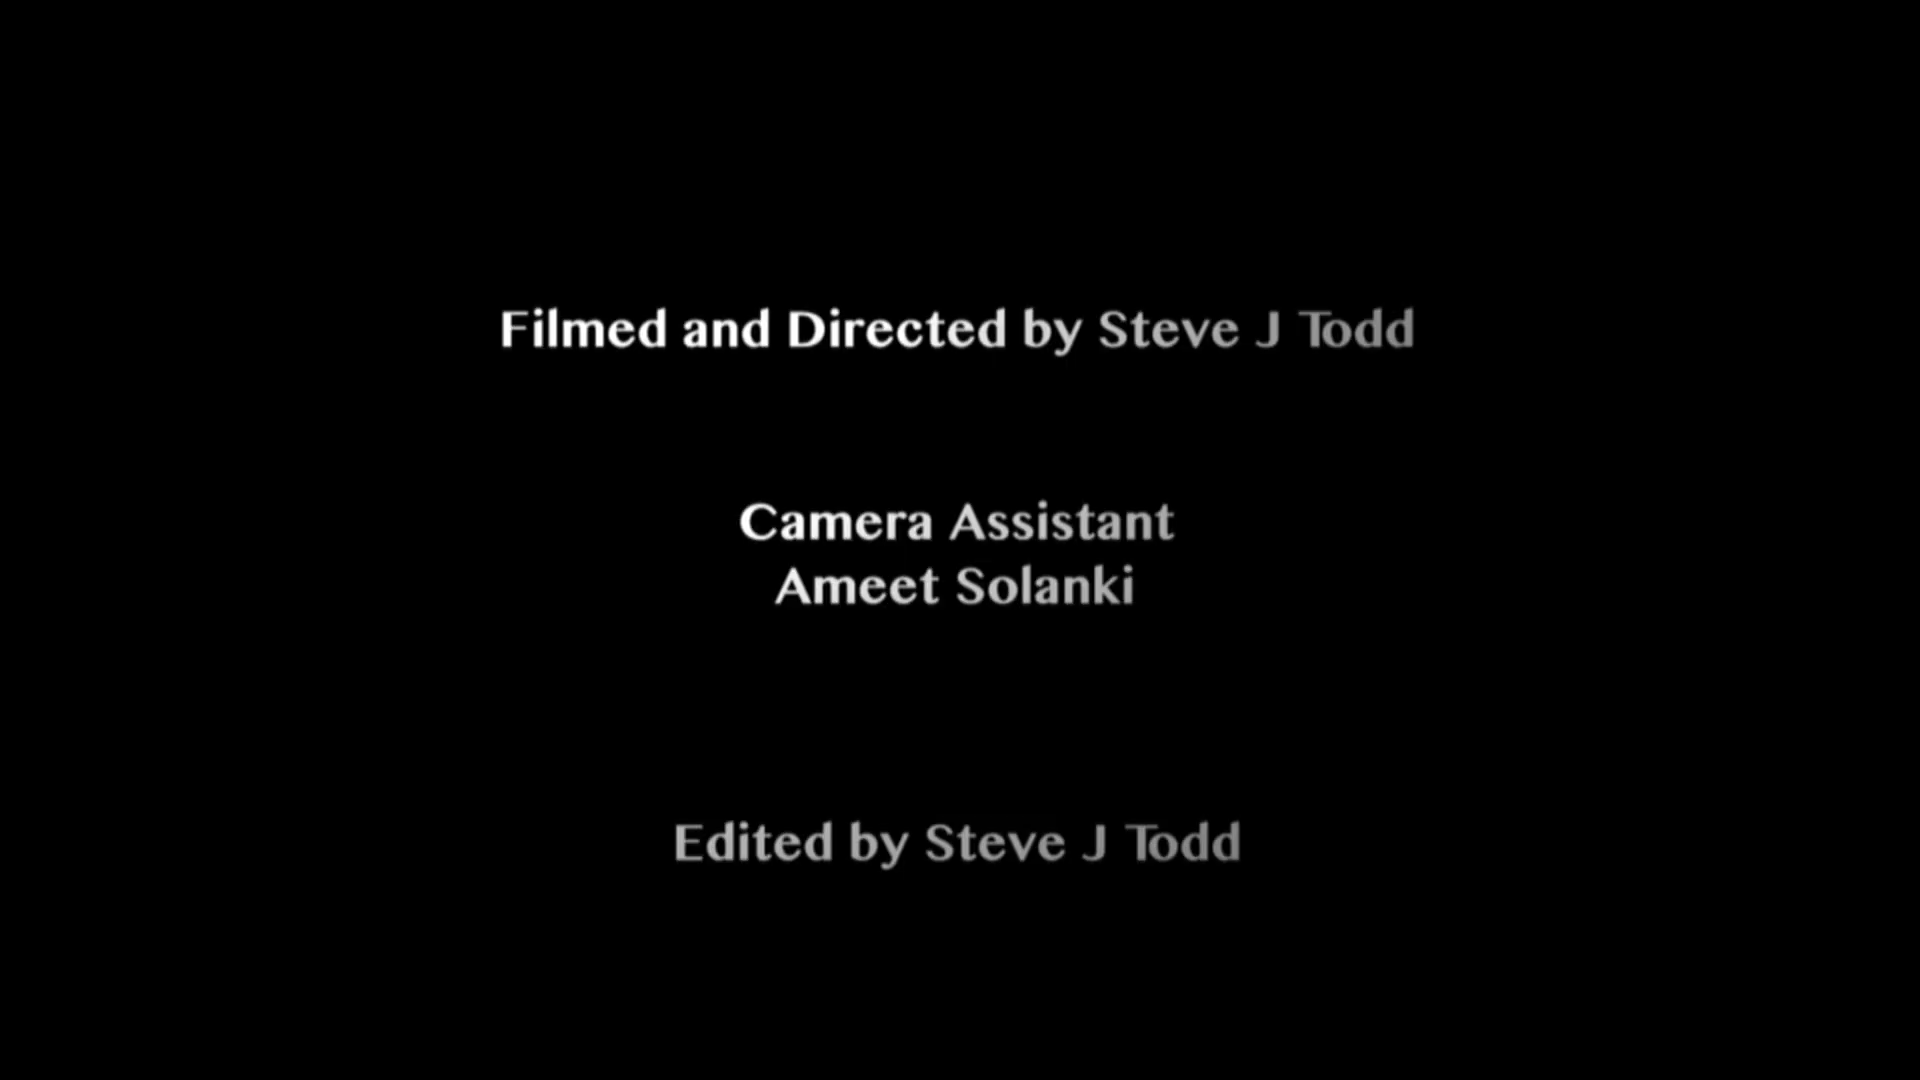 Filmed and Directed by Steve J Todd
Camera Assistant
Ameet Solanki
Edited by Steve J Todd